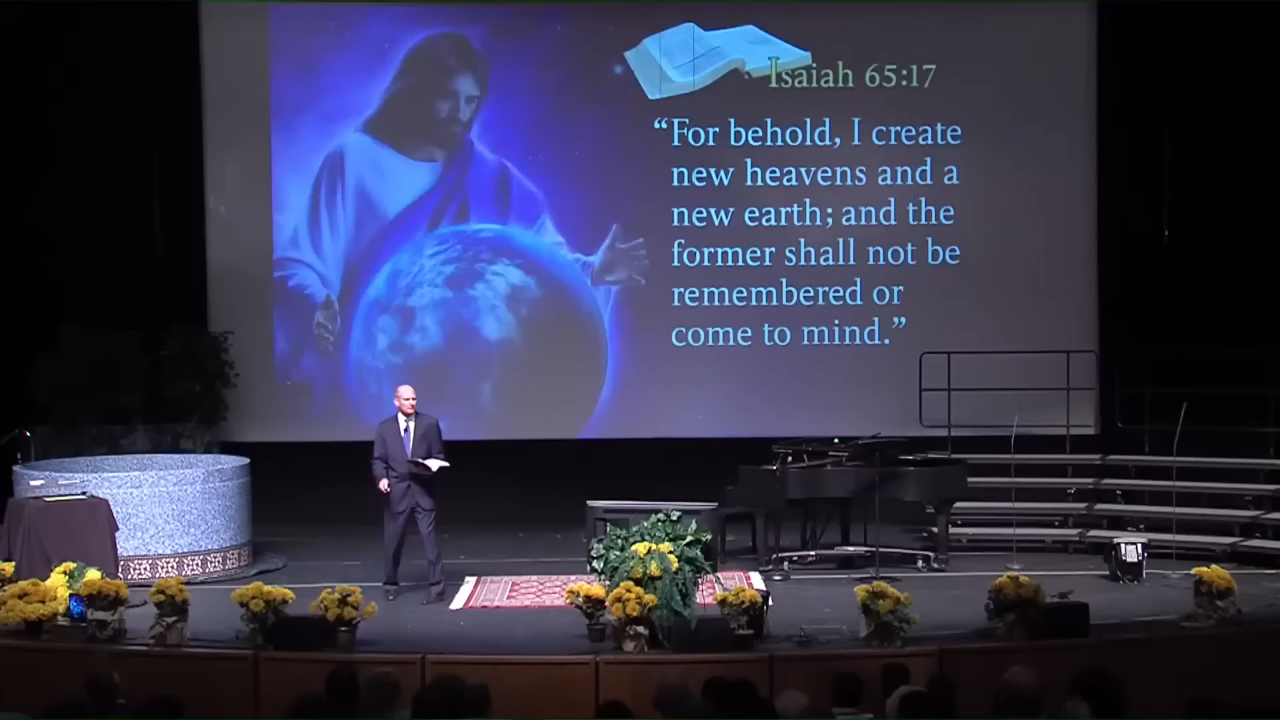 Isaiah 65:17
“For behold, I create
new heavens and a
new earth; and the
former shall not be
remembered or
come to mind.”